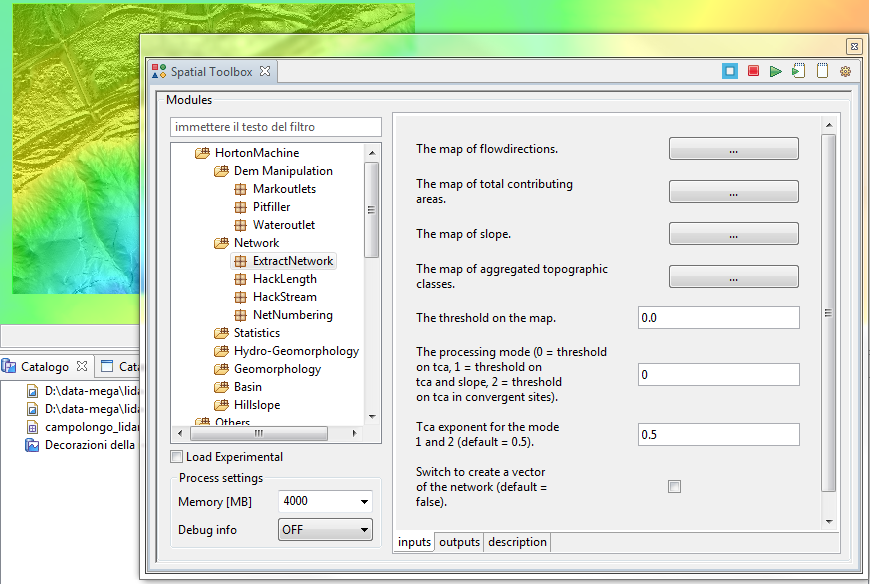 Spatial Toolbox
Modules
immettere il testo del filtro
HortonMachine
Dem Manipulation
Markoutlets
Pitfiller
Wateroutlet
Network
ExtractNetwork
HackLength
HackStream
NetNumbering
Statistics
Hydro-Geomorphology
Geomorphology
Basin
Hillslope
Others
Load Experimental
Process settings
Memory [MB] 4000
Debug info OFF
The map of flowdirections. ...
The map of total contributing
areas.
...
The map of slope. ...
The map of aggregated topographic
classes.
...
The threshold on the map. 0.0
The processing mode (0 = threshold
on tca, 1 = threshold on
tca and slope, 2 = threshold
on tca in convergent sites).
0
Tca exponent for the mode
1 and 2 (default = 0.5).
0.5
Switch to create a vector
of the network (default =
false).
inputs outputs description
Catalogo Cata
D:\data-mega\lida
D:\data-mega\lida
campolongo_lidar
Decorazioni della